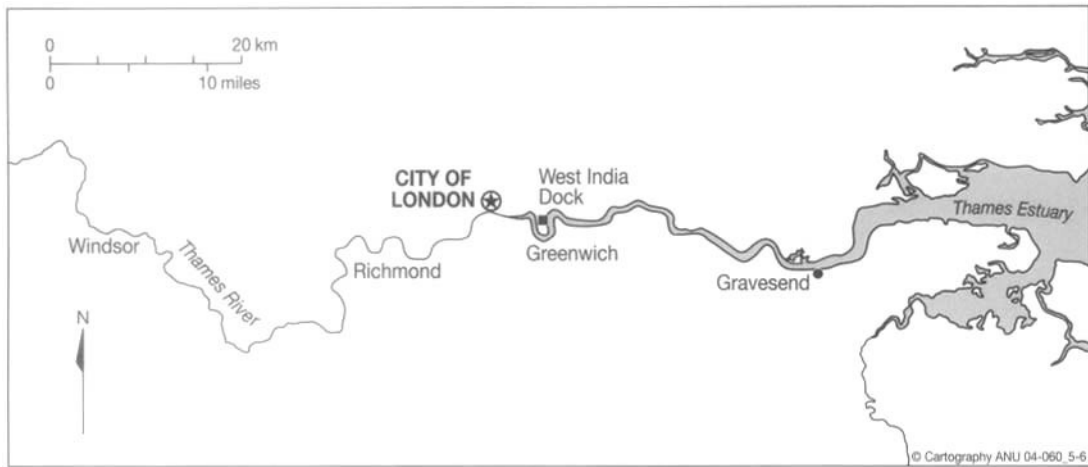 0 20 km
0 10 miles
CITY OF
LONDON
West India
Dock
Thames Estuary
Windsor
Thames River
Richmond
Greenwich
Gravesend
N
© Cartography ANU 04-060_5-6